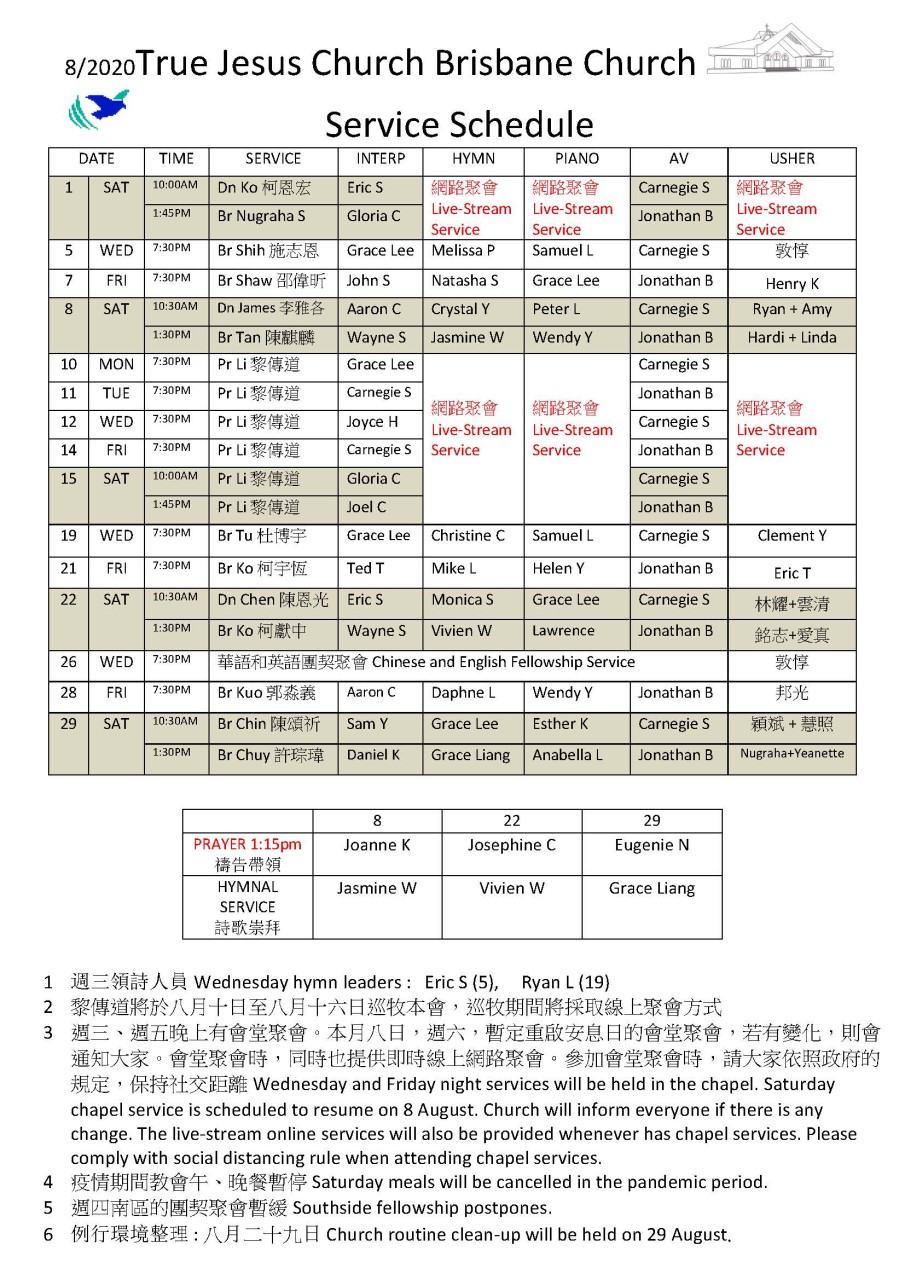 8/2020True Jesus Church Brisbane Church
Service Schedule
DATE TIME SERVICE INTERP HYMN PIANO AV USHER
1 SAT 10:00AM Dn Ko 柯恩宏 Eric S 網路聚會 Live-Stream Service 網路聚會 Live-Stream Service Carnegie S 網路聚會 Live-Stream Service
1:45PM Br Nugraha S Gloria C Jonathan B
5 WED 7:30PM Br Shih 施志恩 Grace Lee Melissa P Samuel L Carnegie S 敦惇
7 FRI 7:30PM Br Shaw 邵偉昕 John S Natasha S Grace Lee Jonathan B Henry K
8 SAT 10:30AM Dn James 李雅各 Aaron C Crystal Y Peter L Carnegie S Ryan + Amy
1:30PM Br Tan 陳麒麟 Wayne S Jasmine W Wendy Y Jonathan B Hardi + Linda
10 MON 7:30PM Pr Li 黎傳道 Grace Lee Carnegie S
11 TUE 7:30PM Pr Li 黎傳道 Carnegie S Jonathan B
12 WED 7:30PM Pr Li 黎傳道 Joyce H 網路聚會 Live-Stream Service 網路聚會 Live-Stream Service Carnegie S 網路聚會 Live-Stream Service
14 FRI 7:30PM Pr Li 黎傳道 Carnegie S Jonathan B
15 SAT 10:00AM Pr Li 黎傳道 Gloria C Carnegie S
1:45PM Pr Li 黎傳道 Joel C Jonathan B
19 WED 7:30PM Br Tu 杜博宇 Grace Lee Christine C Samuel L Carnegie S Clement Y
21 FRI 7:30PM Br Ko 柯宇恆 Ted T Mike L Helen Y Jonathan B Eric T
22 SAT 10:30AM Dn Chen 陳恩光 Eric S Monica S Grace Lee Carnegie S 林耀+雲清
1:30PM Br Ko 柯獻中 Wayne S Vivien W Lawrence Jonathan B 銘志+愛真
26 WED 7:30PM 華語和英語團契聚會 Chinese and English Fellowship Service 敦惇
28 FRI 7:30PM Br Kuo 郭淼義 Aaron C Daphne L Wendy Y Jonathan B 邦光
29 SAT 10:30AM Br Chin 陳頌祈 Sam Y Grace Lee Esther K Carnegie S 穎斌 + 慧照
1:30PM Br Chuy 許琮瑋 Daniel K Grace Liang Anabella L Jonathan B Nugraha+Yeanette
8 22 29
PRAYER 1:15pm 禱告帶領 Joanne K Josephine C Eugenie N
HYMNAL SERVICE 詩歌崇拜 Jasmine W Vivien W Grace Liang
1 週三領詩人員 Wednesday hymn leaders : Eric S (5), Ryan L (19)
2 黎傳道將於八月十日至八月十六日巡牧本會，巡牧期間將採取線上聚會方式
3 週三、週五晚上有會堂聚會。本月八日，週六，暫定重啟安息日的會堂聚會，若有變化，則會
通知大家。會堂聚會時，同時也提供即時線上網路聚會。參加會堂聚會時，請大家依照政府的
規定，保持社交距離 Wednesday and Friday night services will be held in the chapel. Saturday
chapel service is scheduled to resume on 8 August. Church will inform everyone if there is any
change. The live-stream online services will also be provided whenever has chapel services. Please
comply with social distancing rule when attending chapel services.
4 疫情期間教會午、晚餐暫停 Saturday meals will be cancelled in the pandemic period.
5 週四南區的團契聚會暫緩 Southside fellowship postpones.
6 例行環境整理 : 八月二十九日 Church routine clean-up will be held on 29 August.